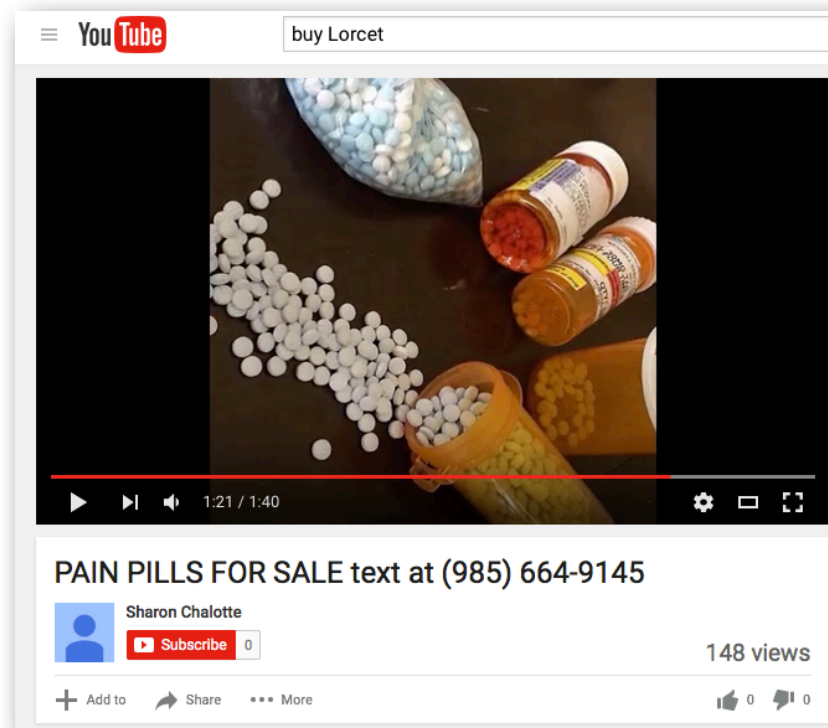 YouTube
buy Lorcet
1:21 / 1:40
PAIN PILLS FOR SALE text at (985) 664-9145
Sharon Chalotte
Subscribe 0
148 views
Add to Share More
0 0